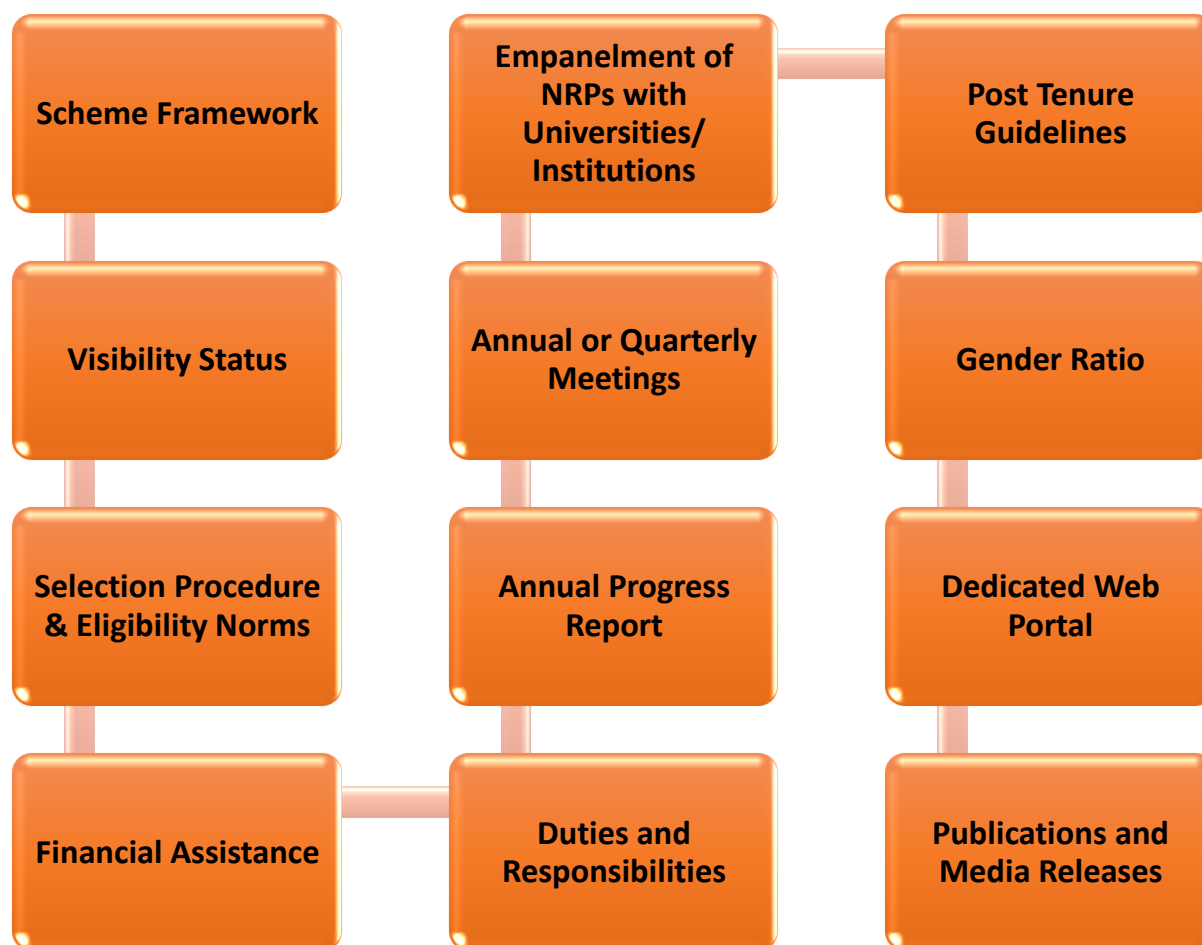 Scheme Framework
Visibility Status
Selection Procedure
& Eligibility Norms
Financial Assistance
Duties and
Responsibilities
Annual Progress
Report
Annual or Quarterly
Meetings
Empanelment of
NRPs with
Universities/
Institutions
Post Tenure
Guidelines
Gender Ratio
Dedicated Web
Portal
Publications and
Media Releases